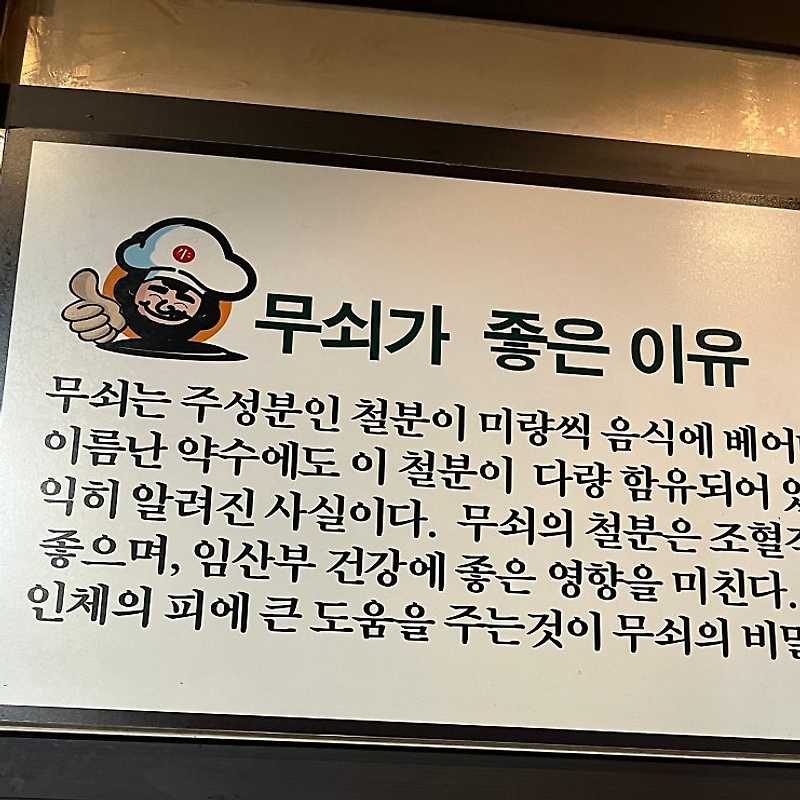 牛
무쇠가 좋은 이유
무쇠는 주성분인 철분이 미량씩 음식에 베어
이름난 약수에도 이 철분이 다량 함유되어
익히 알려진 사실이다. 무쇠의 철분은 조혈
좋으며, 임산부 건강에 좋은 영향을 미친다.
인체의 피에 큰 도움을 주는것이 무쇠의 비밀